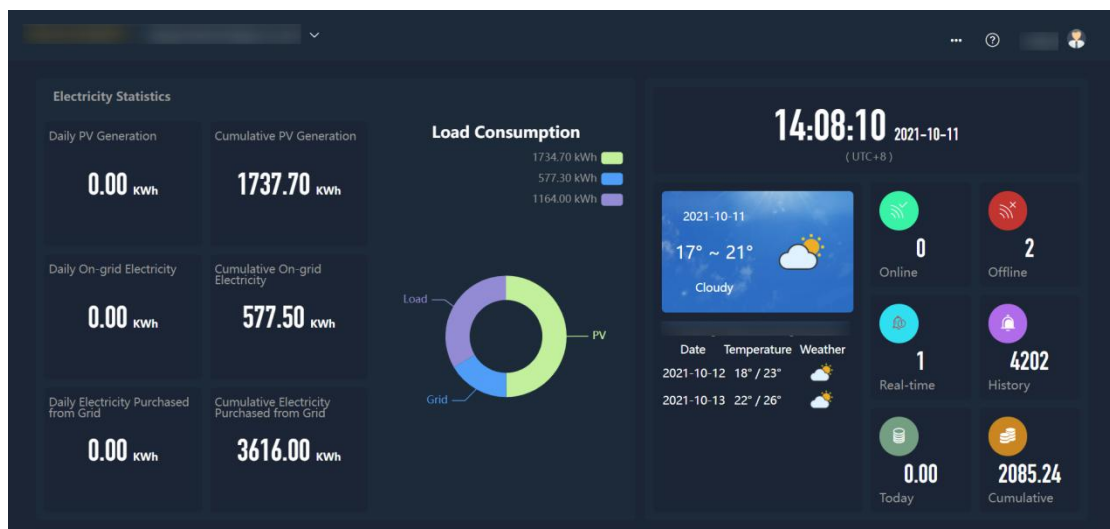 Electricity Statistics
Daily PV Generation
0.00 KWh
Cumulative PV Generation
1737.70 KWh
Daily On-grid Electricity
0.00 KWh
Cumulative On-grid
Electricity
577.50 KWh
Daily Electricity Purchased
from Grid
0.00 KWh
Cumulative Electricity
Purchased from Grid
3616.00 KWh
Load Consumption
1734.70 kWh
577.30 kWh
1164.00 kWh
Load
PV
Grid
14:08:10 2021-10-11
(UTC+8)
2021-10-11
17° ~ 21°
Cloudy
Date Temperature Weather
2021-10-12 18° / 23°
2021-10-13 22° / 26°
0
Online
2
Offline
1
Real-time
4202
History
0.00
Today
2085.24
Cumulative